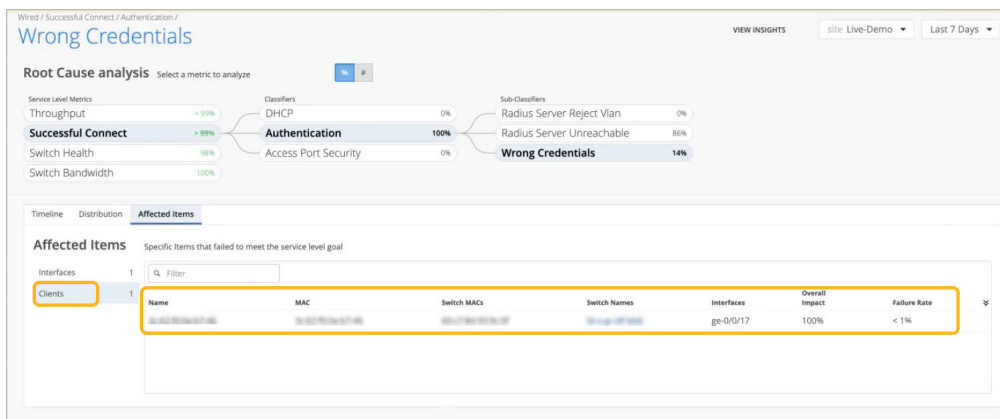 Wired / Successful Connect / Authentication /
Wrong Credentials
VIEW INSIGHTS
site Live-Demo
Last 7 Days
Root Cause analysis Select a metric to analyze
% #
Service Level Metrics Classifiers Sub-Classifiers
Throughput > 99% DHCP 0% Radius Server Reject Vlan 0%
Successful Connect > 99% Authentication 100% Radius Server Unreachable 86%
Switch Health 98% Access Port Security 0% Wrong Credentials 14%
Switch Bandwidth 100%
Timeline Distribution Affected Items
Affected Items Specific Items that failed to meet the service level goal
Interfaces 1 Filter
Clients 1
Name MAC Switch MACs Switch Names Interfaces Overall Impact Failure Rate
ge-0/0/17 100% < 1%